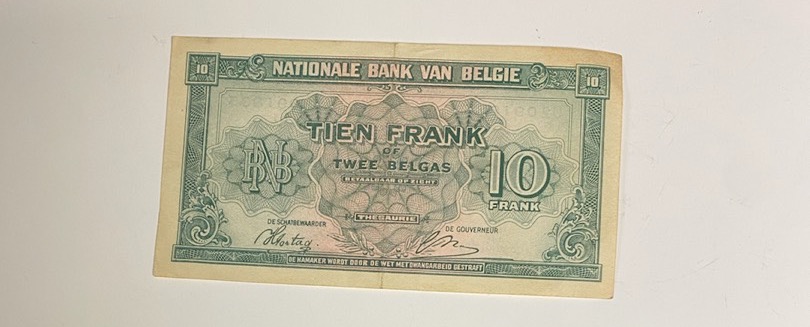 10 NATIONALE BANK VAN BELGIE 10
TIEN FRANK
OF
TWEE BELGAS
BETAALBAAR OP ZICHT
BNB
10
FRANK
THESAURIE
DE SCHATBEWAARDER
DE GOUVERNEUR
DE NAMAKER WORDT DOOR DE WET MET DWANGARBEID GESTRAFT